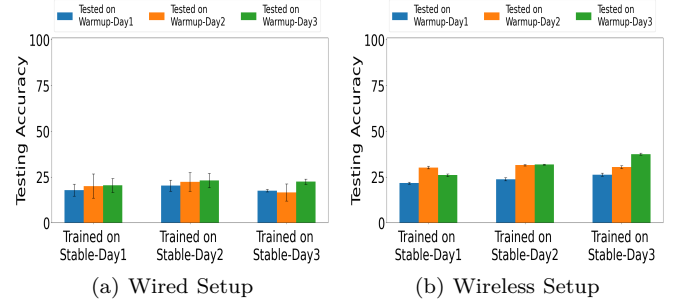 Tested on Warmup-Day1
Tested on Warmup-Day2
Tested on Warmup-Day3
Testing Accuracy
100
75
50
25
0
Trained on Stable-Day1
Trained on Stable-Day2
Trained on Stable-Day3
(a) Wired Setup
Tested on Warmup-Day1
Tested on Warmup-Day2
Tested on Warmup-Day3
Testing Accuracy
100
75
50
25
0
Trained on Stable-Day1
Trained on Stable-Day2
Trained on Stable-Day3
(b) Wireless Setup